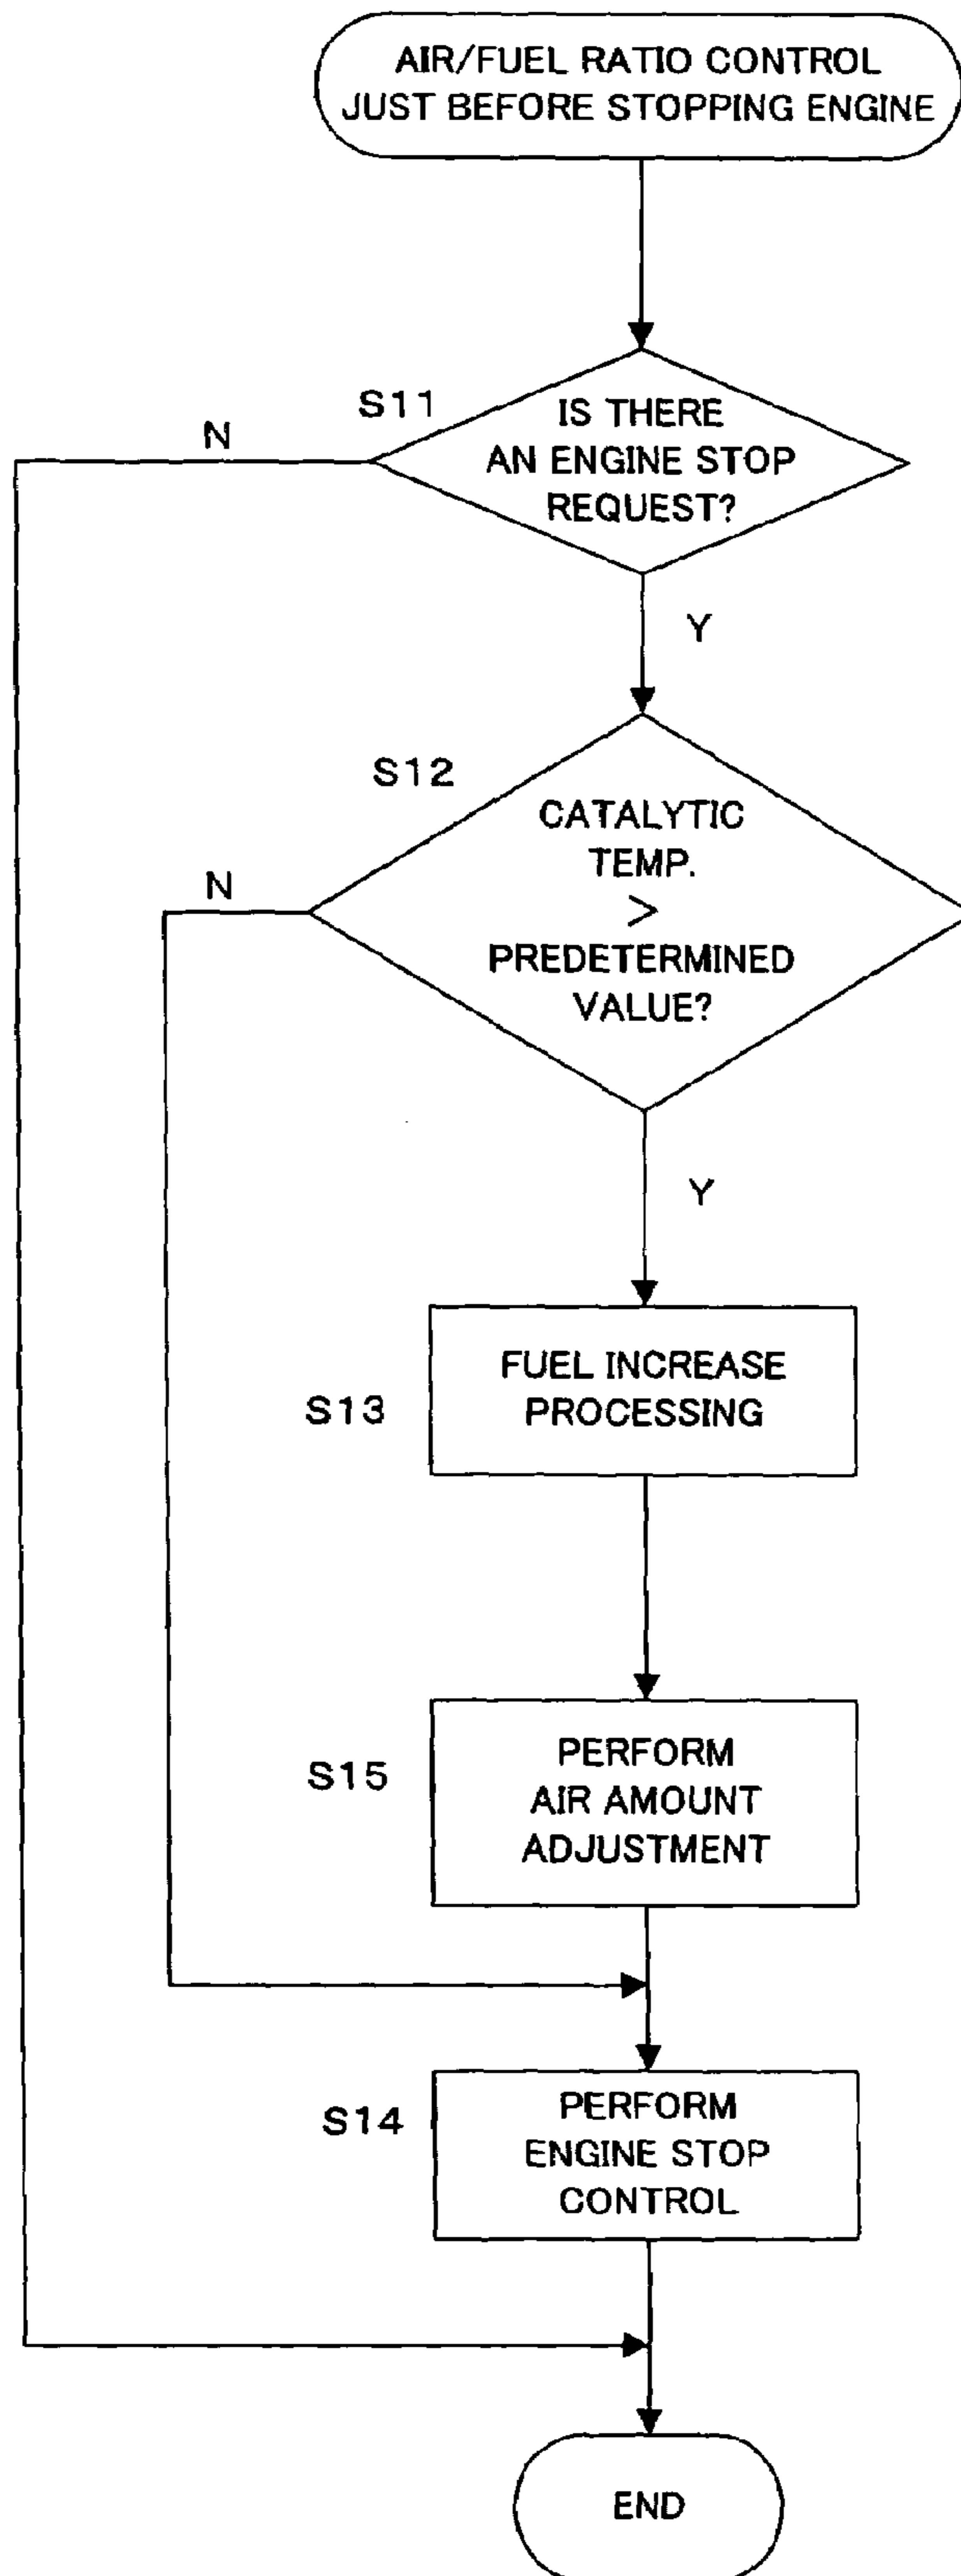 AIR/FUEL RATIO CONTROL
JUST BEFORE STOPPING ENGINE
S11
N
IS THERE
AN ENGINE STOP
REQUEST?
Y
S12
N
CATALYTIC
TEMP.
>
PREDETERMINED
VALUE?
Y
S13
FUEL INCREASE
PROCESSING
S15
PERFORM
AIR AMOUNT
ADJUSTMENT
S14
PERFORM
ENGINE STOP
CONTROL
END